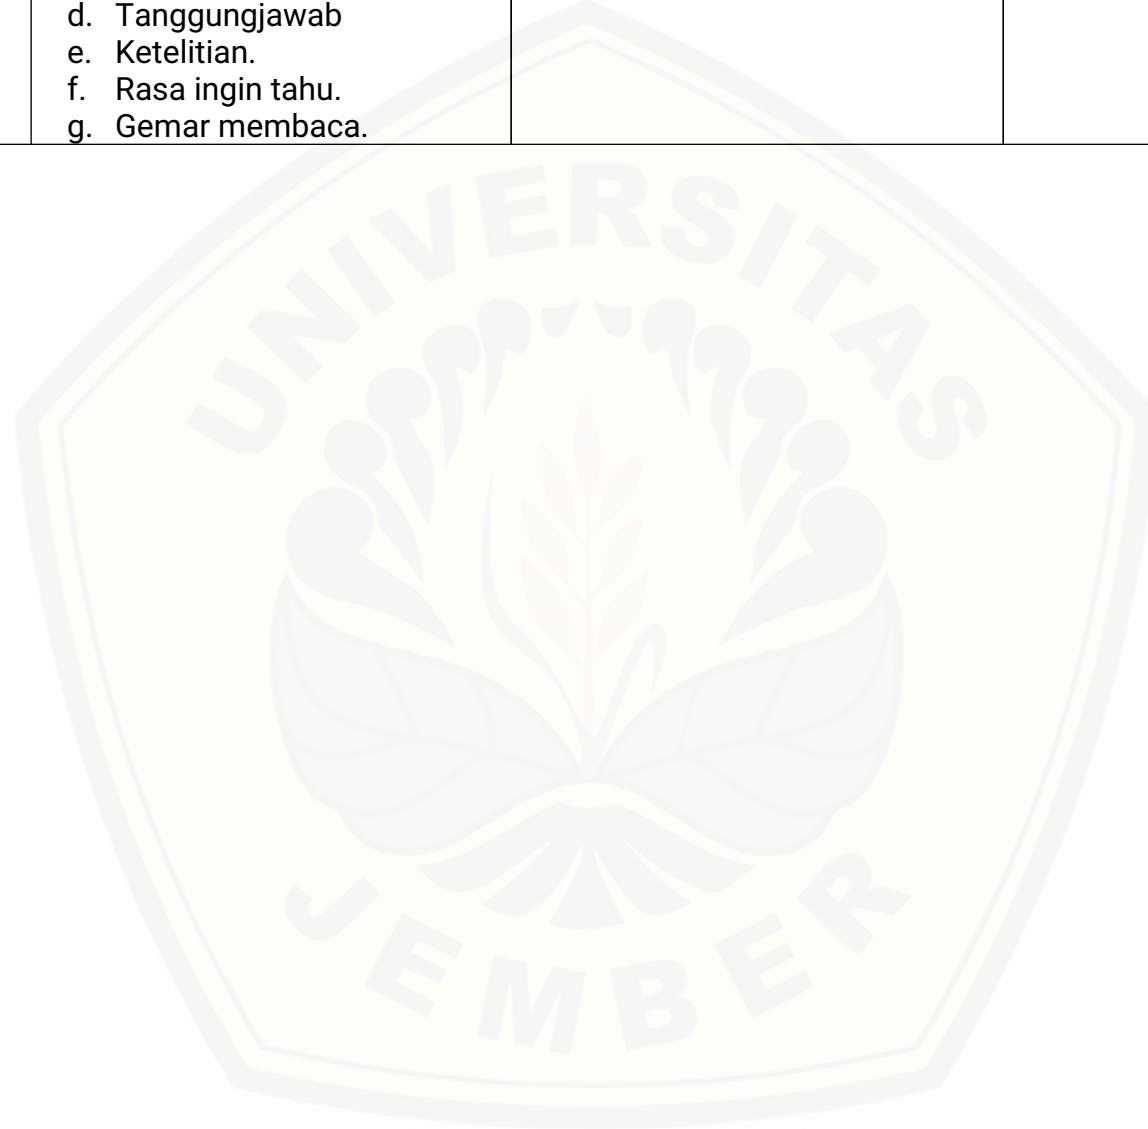 d. Tanggungjawab
e. Ketelitian.
f. Rasa ingin tahu.
g. Gemar membaca.
UNIVERSITAS
JEMBER